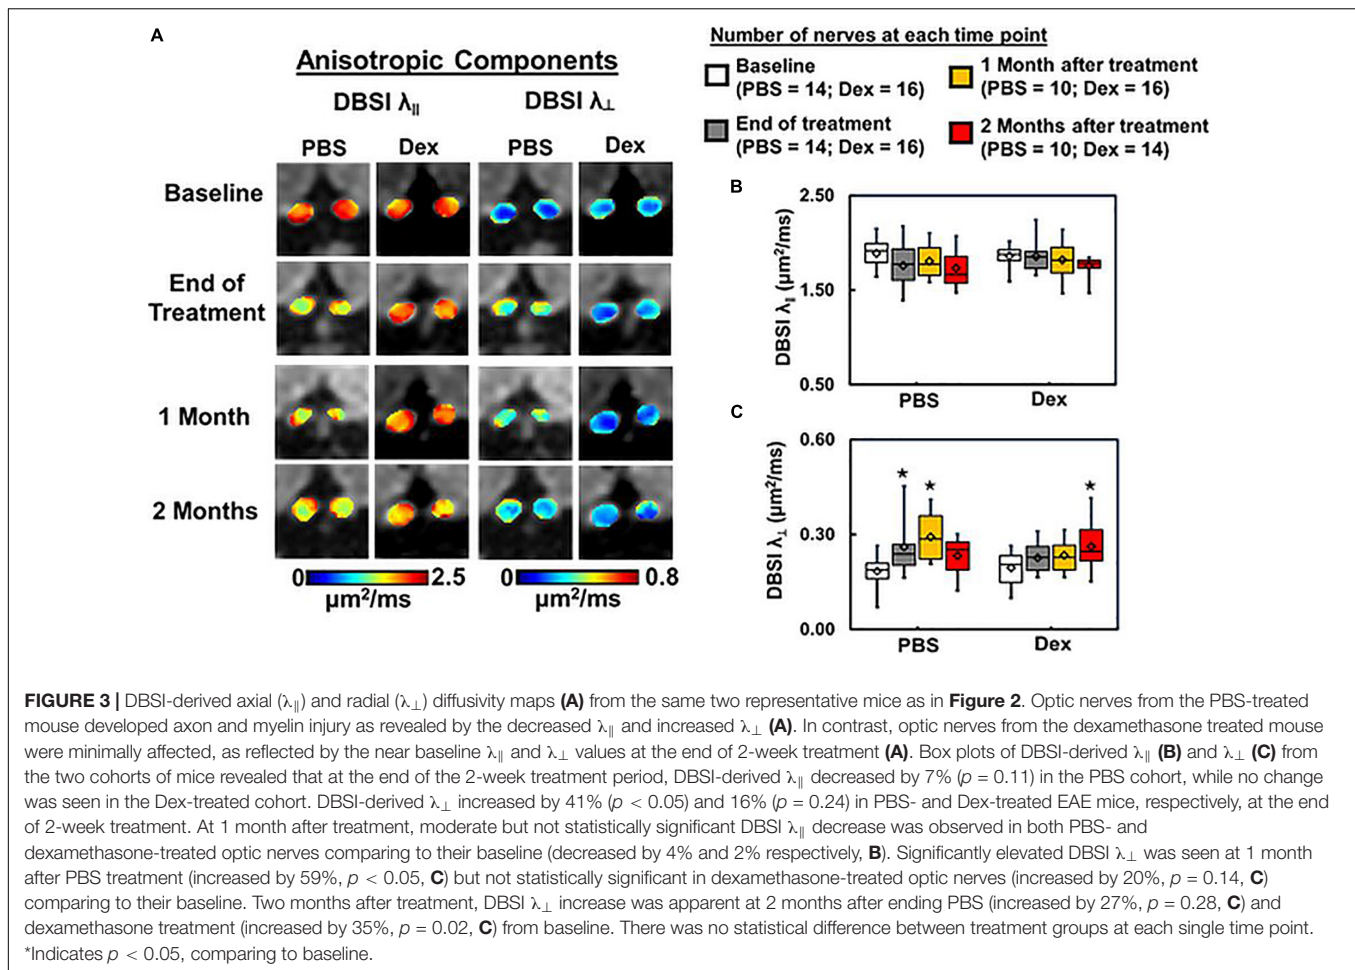 A
Anisotropic Components
DBSI λ∥ DBSI λ⊥
PBS Dex PBS Dex
Baseline
End of
Treatment
1 Month
2 Months
0 2.5 0 0.8
μm²/ms μm²/ms
Number of nerves at each time point
Baseline
(PBS = 14; Dex = 16)
1 Month after treatment
(PBS = 10; Dex = 16)
End of treatment
(PBS = 14; Dex = 16)
2 Months after treatment
(PBS = 10; Dex = 14)
B
DBSI λ∥ (μm²/ms)
2.50
1.50
0.50
PBS Dex
C
DBSI λ⊥ (μm²/ms)
0.60
0.30
0.00
* * *
PBS Dex
FIGURE 3 | DBSI-derived axial (λ∥) and radial (λ⊥) diffusivity maps (A) from the same two representative mice as in Figure 2. Optic nerves from the PBS-treated
mouse developed axon and myelin injury as revealed by the decreased λ∥ and increased λ⊥ (A). In contrast, optic nerves from the dexamethasone treated mouse
were minimally affected, as reflected by the near baseline λ∥ and λ⊥ values at the end of 2-week treatment (A). Box plots of DBSI-derived λ∥ (B) and λ⊥ (C) from
the two cohorts of mice revealed that at the end of the 2-week treatment period, DBSI-derived λ∥ decreased by 7% (p = 0.11) in the PBS cohort, while no change
was seen in the Dex-treated cohort. DBSI-derived λ⊥ increased by 41% (p < 0.05) and 16% (p = 0.24) in PBS- and Dex-treated EAE mice, respectively, at the end
of 2-week treatment. At 1 month after treatment, moderate but not statistically significant DBSI λ∥ decrease was observed in both PBS- and
dexamethasone-treated optic nerves comparing to their baseline (decreased by 4% and 2% respectively, B). Significantly elevated DBSI λ⊥ was seen at 1 month
after PBS treatment (increased by 59%, p < 0.05, C) but not statistically significant in dexamethasone-treated optic nerves (increased by 20%, p = 0.14, C)
comparing to their baseline. Two months after treatment, DBSI λ⊥ increase was apparent at 2 months after ending PBS (increased by 27%, p = 0.28, C) and
dexamethasone treatment (increased by 35%, p = 0.02, C) from baseline. There was no statistical difference between treatment groups at each single time point.
*Indicates p < 0.05, comparing to baseline.